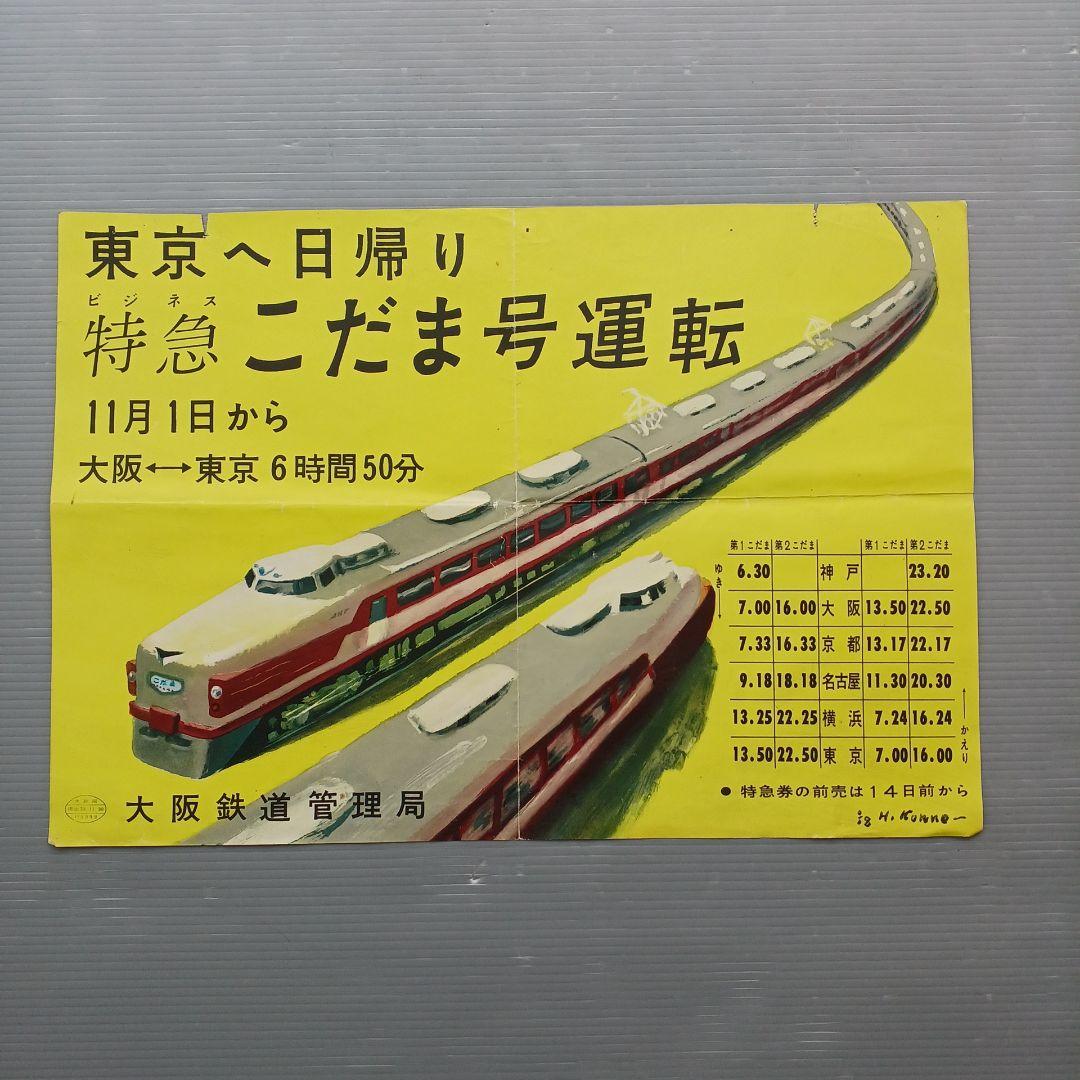 東京へ日帰り
ビジネス
特急 こだま号運転
11月1日から
大阪⟷東京 6時間50分
こだま
第1こだま 第2こだま 第1こだま 第2こだま
ゆき
6.30 神戸 23.20
7.00 16.00 大阪 13.50 22.50
7.33 16.33 京都 13.17 22.17
9.18 18.18 名古屋 11.30 20.30
13.25 22.25 横浜 7.24 16.24
13.50 22.50 東京 7.00 16.00
かえり
● 特急券の前売は14日前から
大阪鉄道管理局
'58 H. Konno